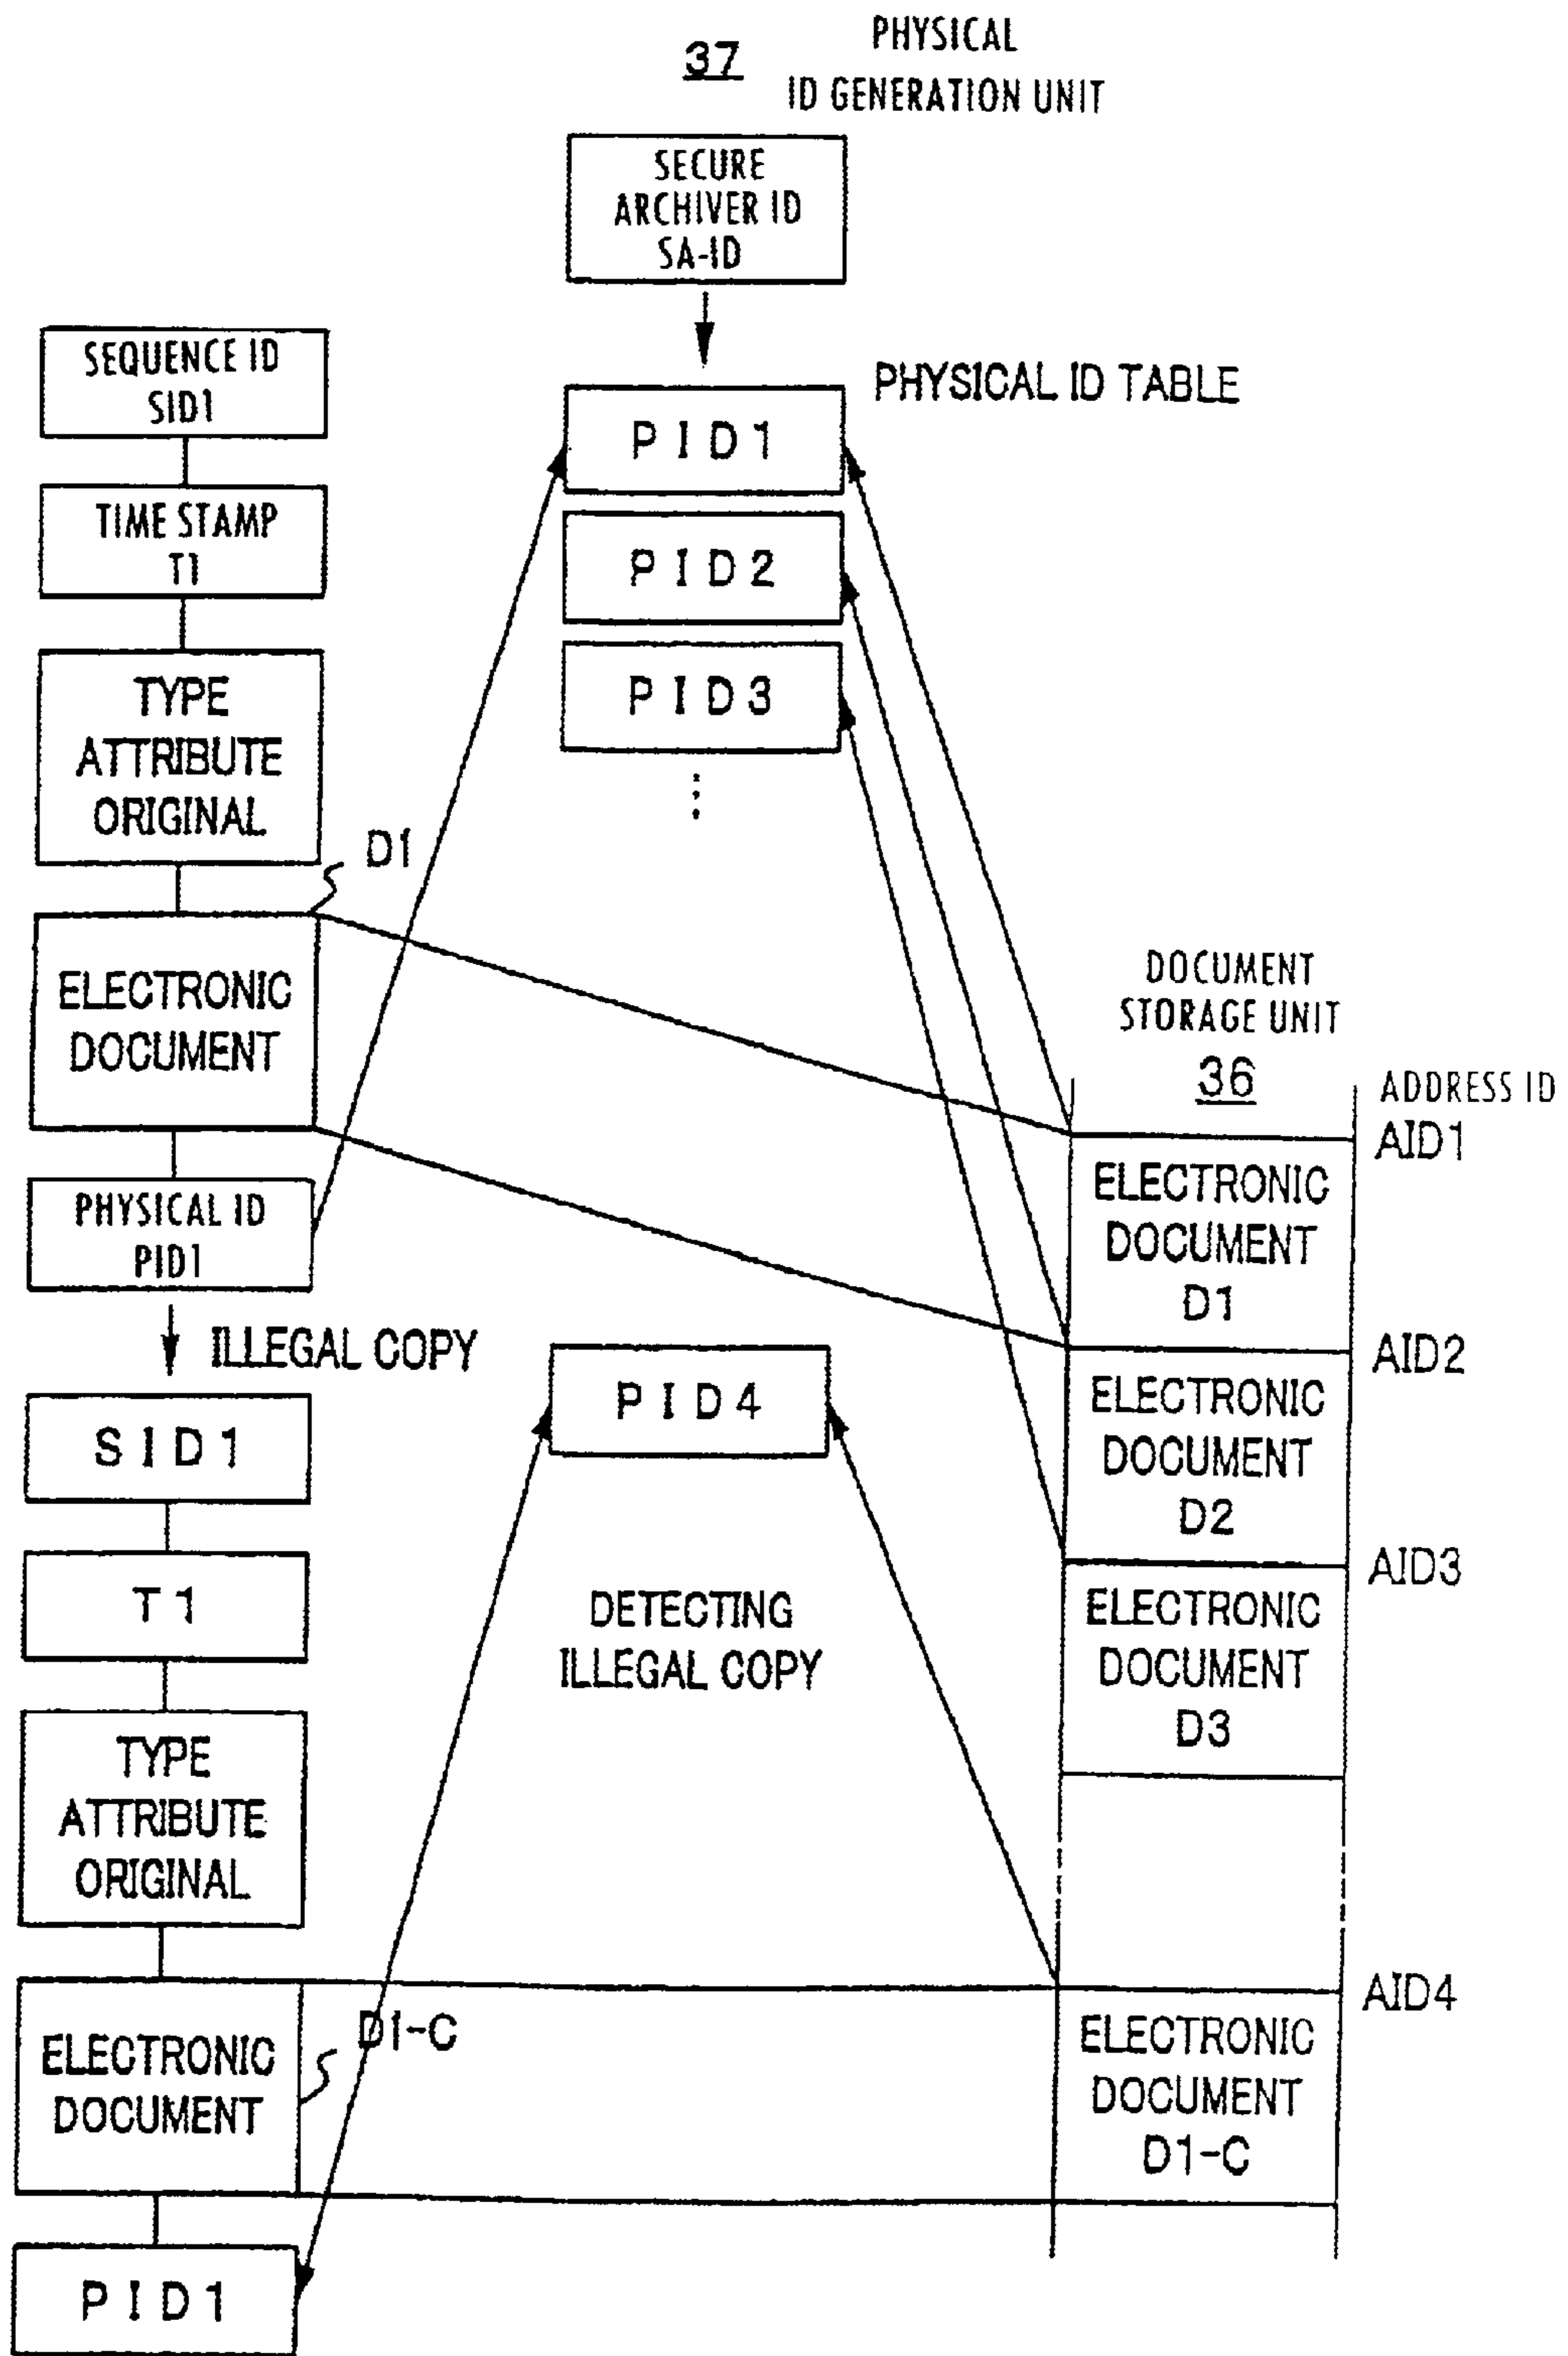 37
PHYSICAL
ID GENERATION UNIT
SECURE
ARCHIVER ID
SA-ID
SEQUENCE ID
SID1
TIME STAMP
T1
TYPE
ATTRIBUTE
ORIGINAL
D1
ELECTRONIC
DOCUMENT
PHYSICAL ID
PID1
PHYSICAL ID TABLE
PID1
PID2
PID3
DOCUMENT
STORAGE UNIT
36
ADDRESS ID
AID1
ELECTRONIC
DOCUMENT
D1
AID2
ELECTRONIC
DOCUMENT
D2
AID3
ELECTRONIC
DOCUMENT
D3
AID4
ELECTRONIC
DOCUMENT
D1-C
ILLEGAL COPY
SID1
T1
TYPE
ATTRIBUTE
ORIGINAL
ELECTRONIC
DOCUMENT
D1-C
PID1
PID4
DETECTING
ILLEGAL COPY